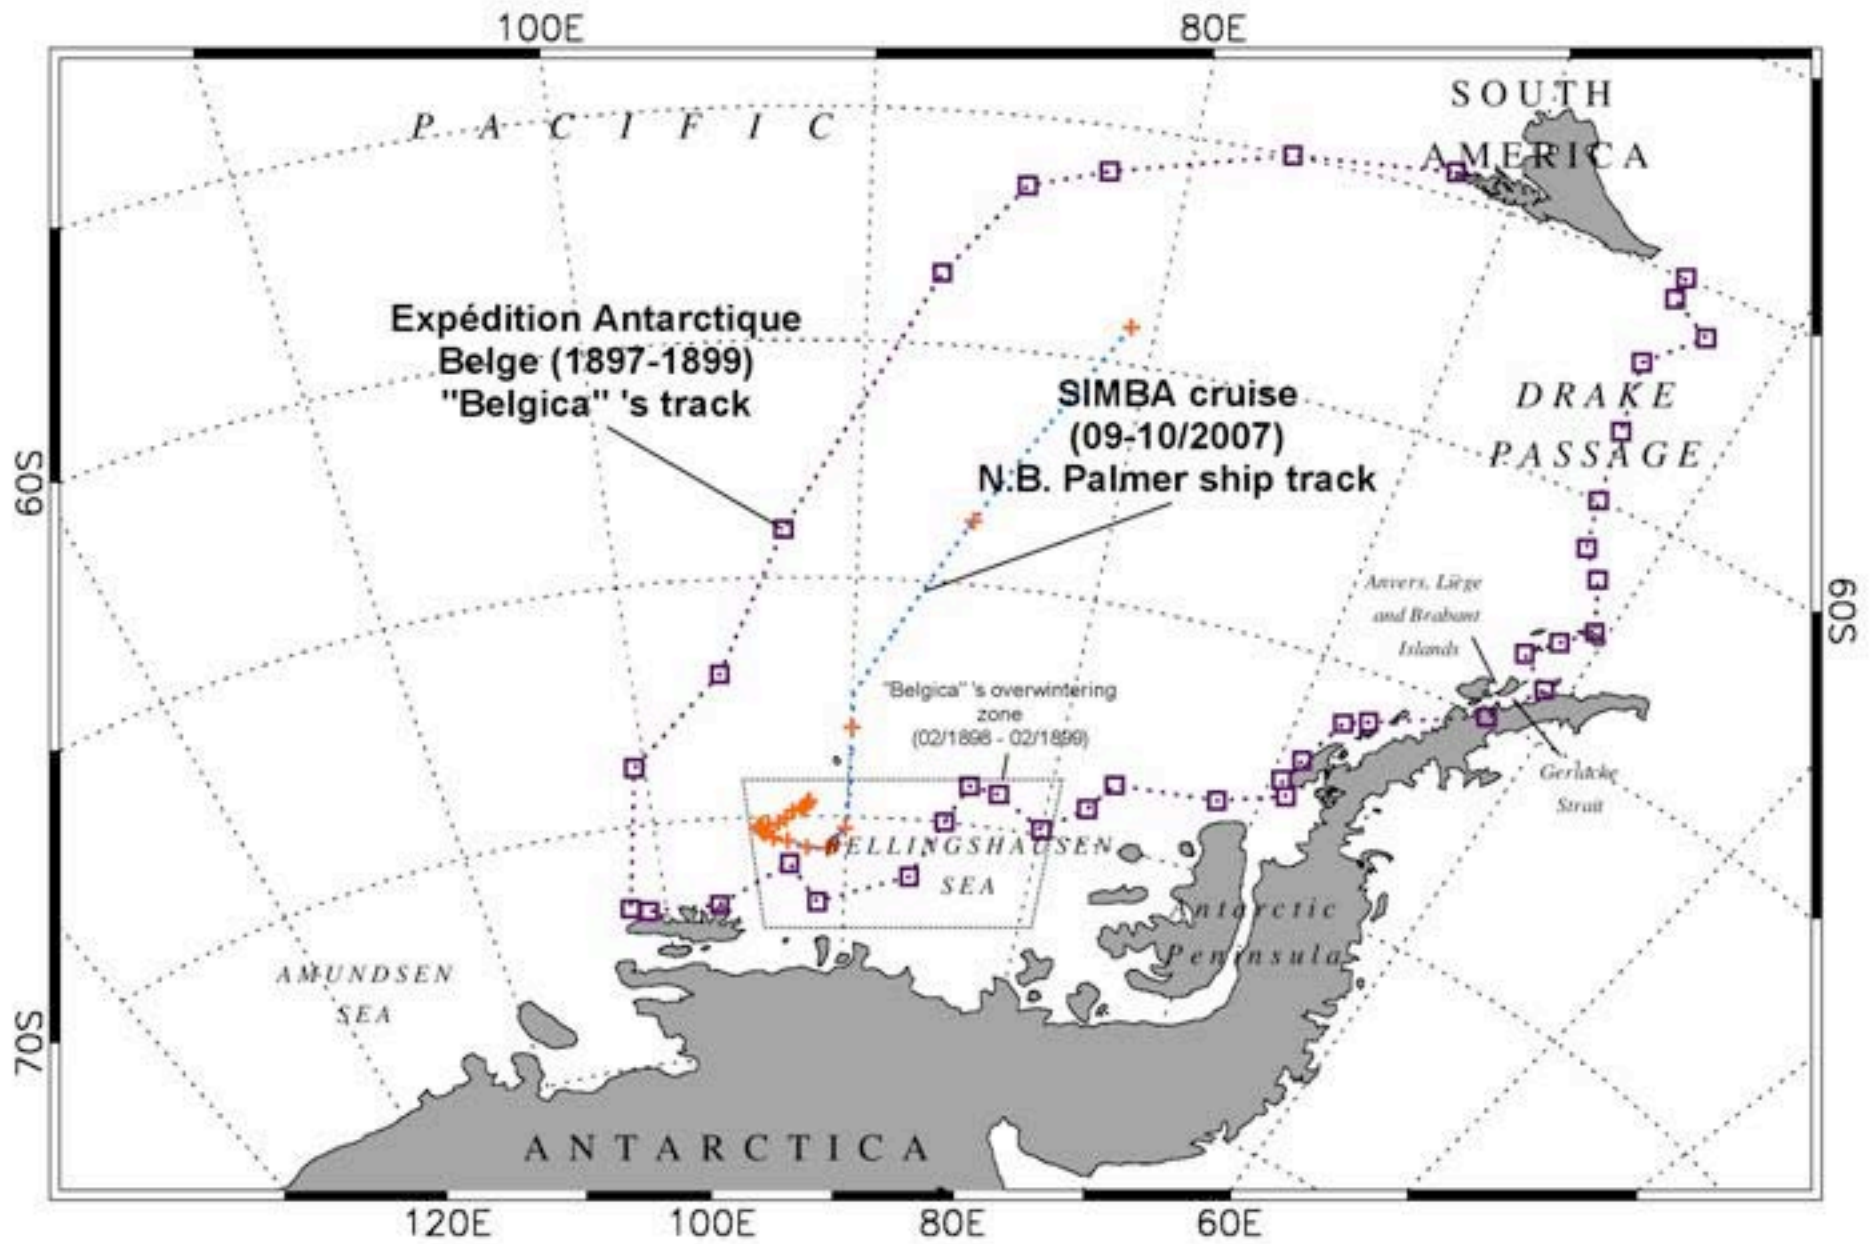 100E
80E
SOUTH
AMERICA
PACIFIC
Expédition Antarctique
Belge (1897-1899)
"Belgica" 's track
SIMBA cruise
(09-10/2007)
N.B. Palmer ship track
DRAKE
PASSAGE
60S
60S
Anvers, Liège
and Brabant
Islands
"Belgica" 's overwintering
zone
(02/1898 - 02/1899)
Gerlacke
Strait
BELLINGSHAUSEN
SEA
Antarctic
Peninsula
AMUNDSEN
SEA
70S
ANTARCTICA
120E
100E
80E
60E